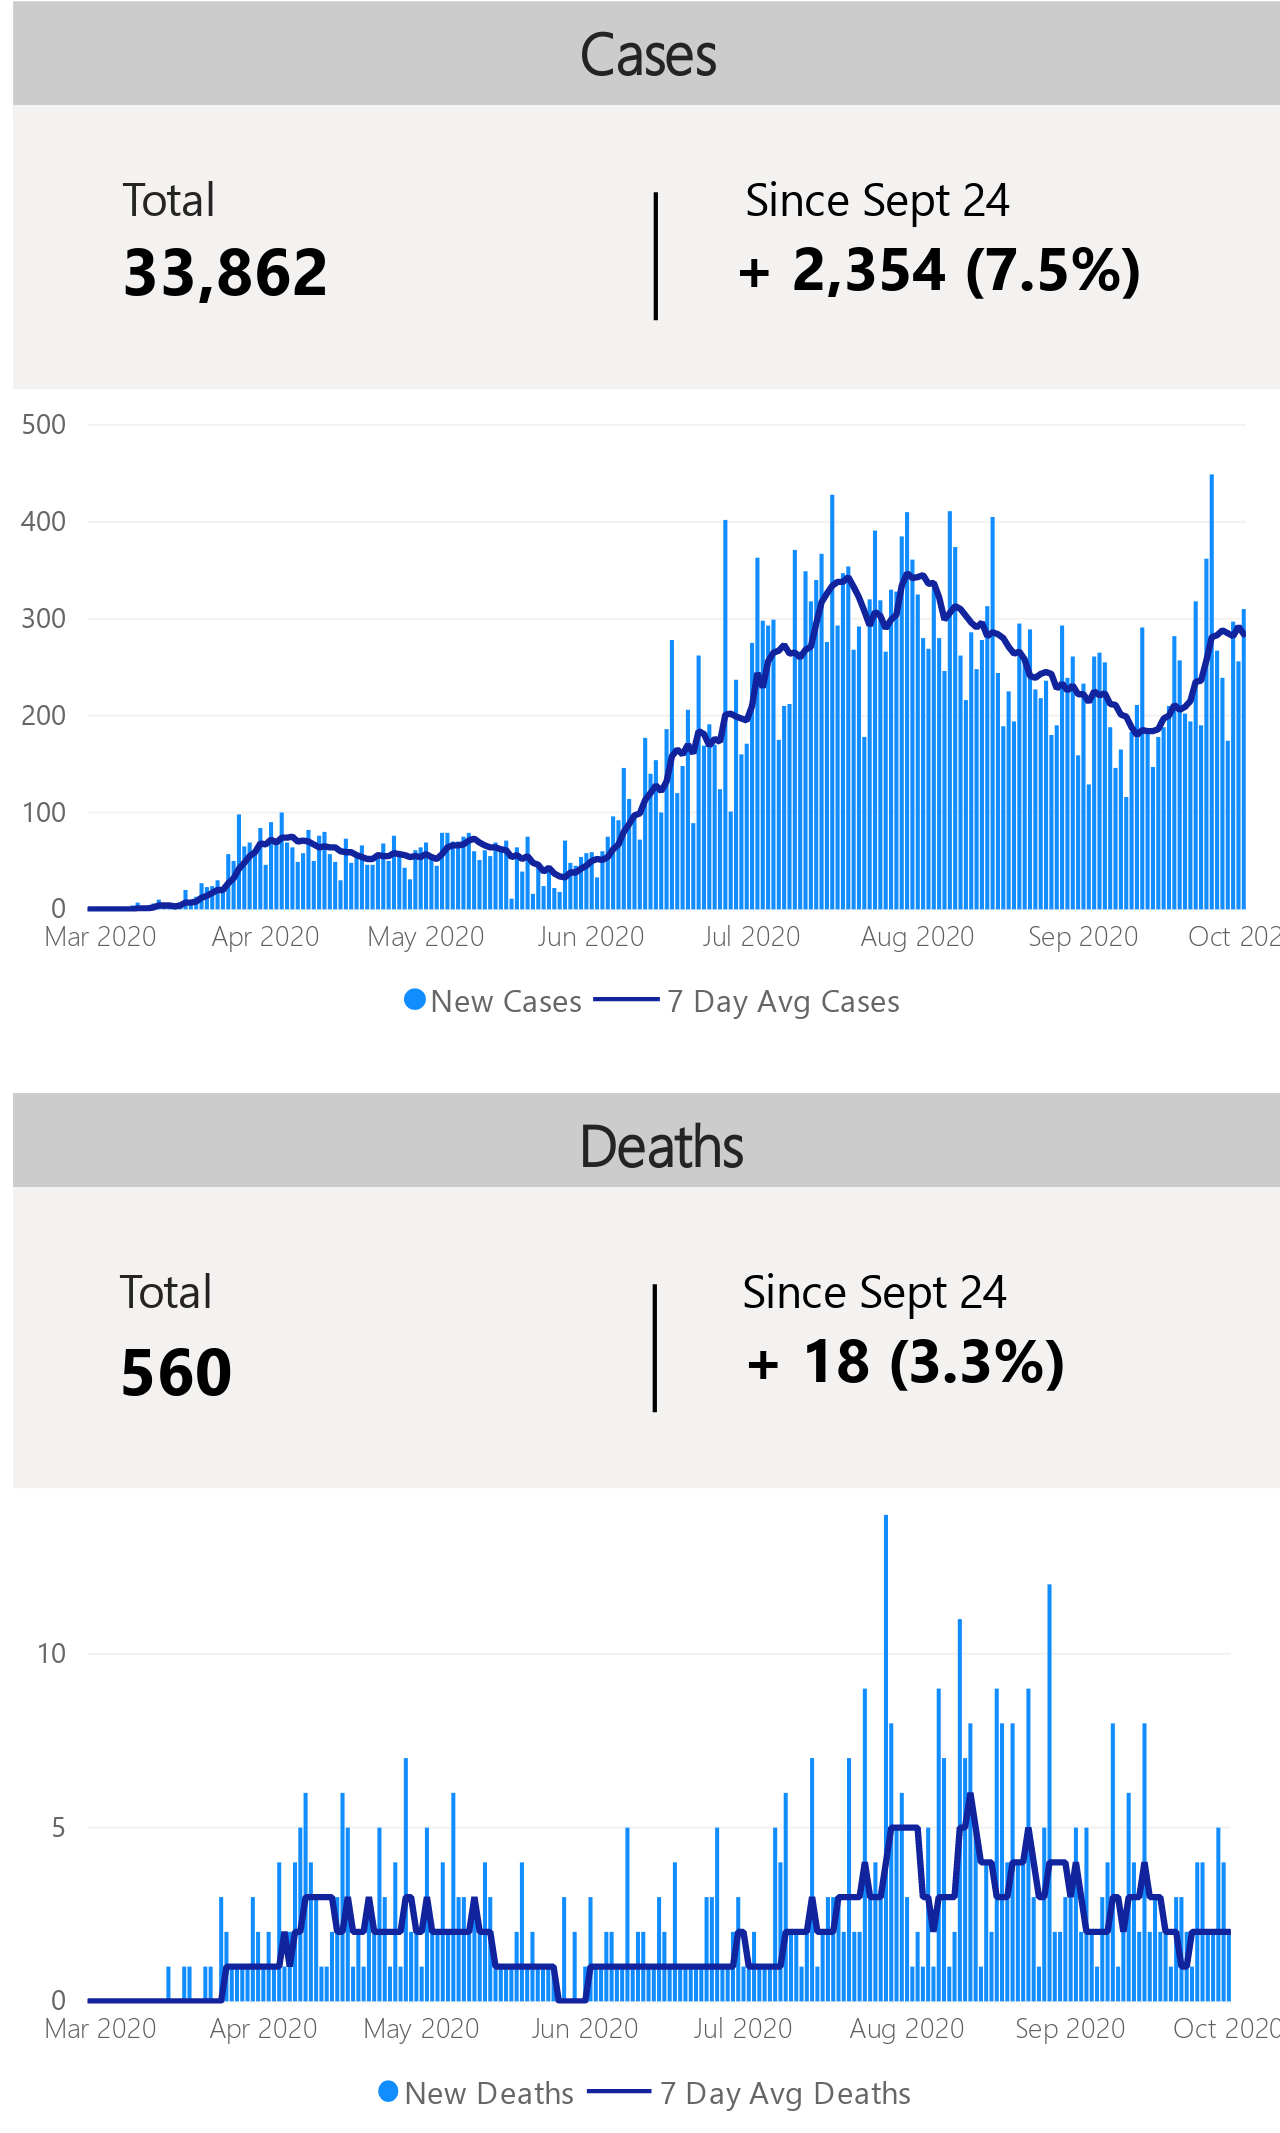 Cases
Total
Since Sept 24
33,862
+ 2,354 (7.5%)
500
400
300
200
100
0
Mar 2020 Apr 2020 May 2020 Jun 2020 Jul 2020 Aug 2020 Sep 2020 Oct 202
New Cases 7 Day Avg Cases
Deaths
Total
Since Sept 24
560
+ 18 (3.3%)
10
5
0
Mar 2020 Apr 2020 May 2020 Jun 2020 Jul 2020 Aug 2020 Sep 2020 Oct 2020
New Deaths 7 Day Avg Deaths